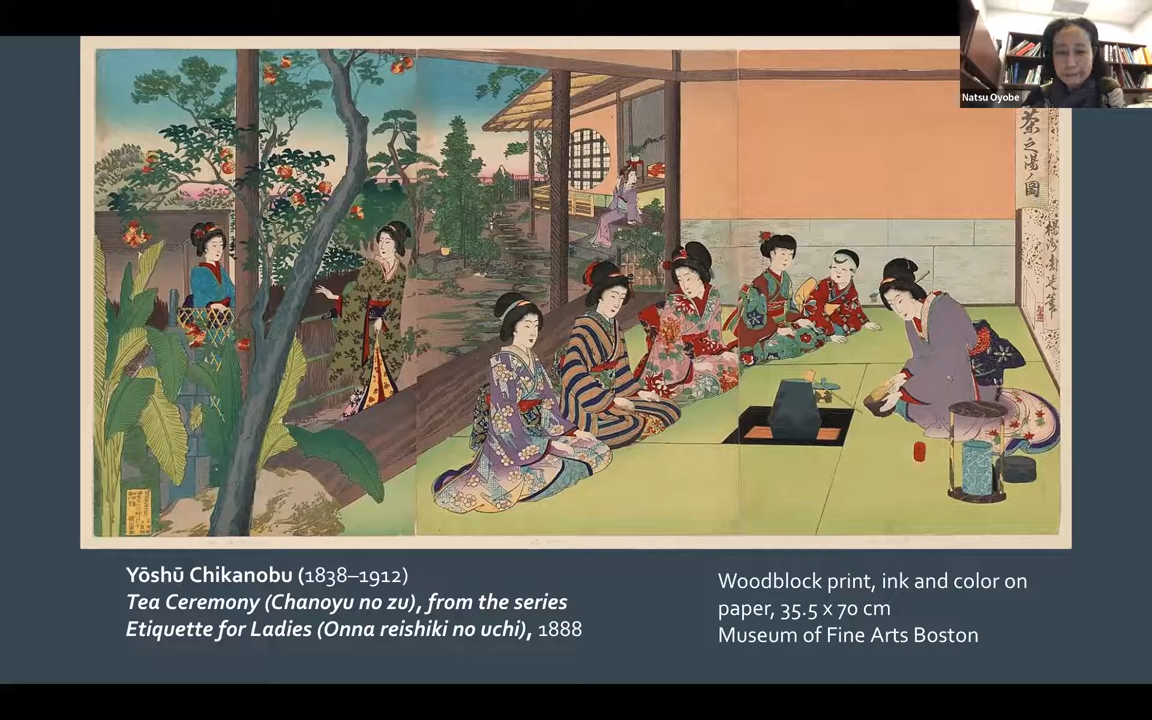 Natsu Oyobe
茶之湯ノ圖
Yōshū Chikanobu (1838–1912)
Tea Ceremony (Chanoyu no zu), from the series
Etiquette for Ladies (Onna reishiki no uchi), 1888
Woodblock print, ink and color on
paper, 35.5 x 70 cm
Museum of Fine Arts Boston